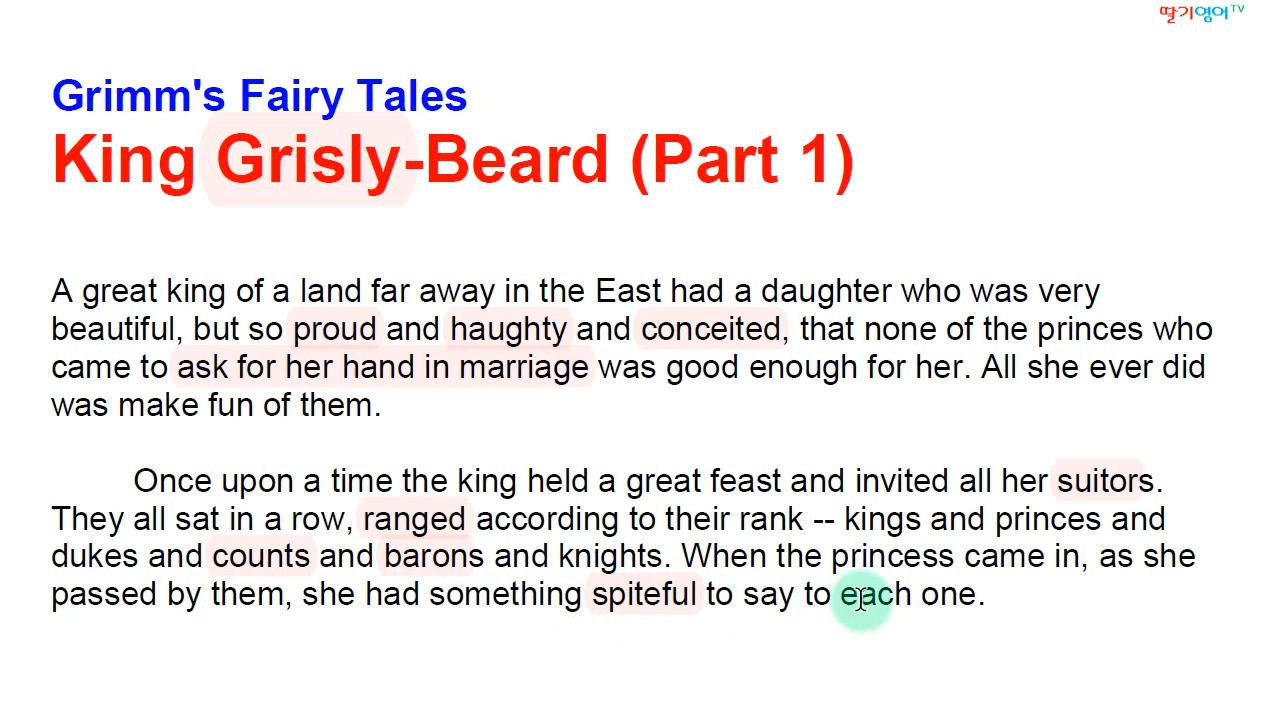 딸기영어TV
Grimm's Fairy Tales
King Grisly-Beard (Part 1)
A great king of a land far away in the East had a daughter who was very
beautiful, but so proud and haughty and conceited, that none of the princes who
came to ask for her hand in marriage was good enough for her. All she ever did
was make fun of them.
Once upon a time the king held a great feast and invited all her suitors.
They all sat in a row, ranged according to their rank -- kings and princes and
dukes and counts and barons and knights. When the princess came in, as she
passed by them, she had something spiteful to say to each one.